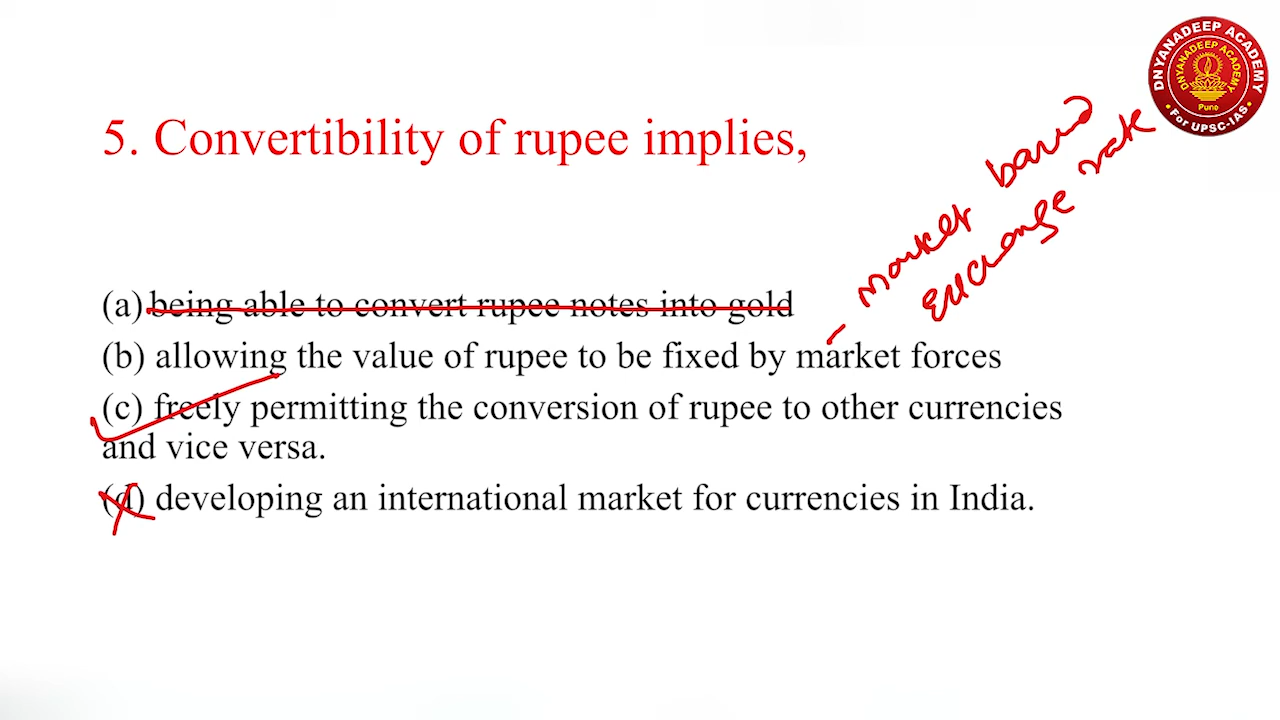 DNYANADEEP ACADEMY
DNYANADEEP ACADEMY
Pune
For UPSC-IAS
5. Convertibility of rupee implies,
- market based
exchange rate
(a) being able to convert rupee notes into gold
(b) allowing the value of rupee to be fixed by market forces
(c) freely permitting the conversion of rupee to other currencies
and vice versa.
(d) developing an international market for currencies in India.